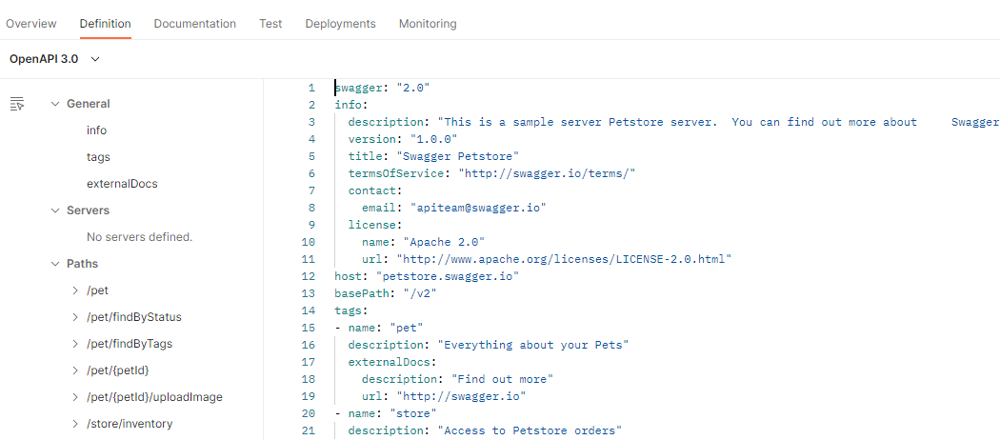 Overview Definition Documentation Test Deployments Monitoring
OpenAPI 3.0
General
info
tags
externalDocs
Servers
No servers defined.
Paths
/pet
/pet/findByStatus
/pet/findByTags
/pet/{petId}
/pet/{petId}/uploadImage
/store/inventory
1 swagger: "2.0"
2 info:
3 description: "This is a sample server Petstore server.  You can find out more about     Swagger
4 version: "1.0.0"
5 title: "Swagger Petstore"
6 termsOfService: "http://swagger.io/terms/"
7 contact:
8 email: "apiteam@swagger.io"
9 license:
10 name: "Apache 2.0"
11 url: "http://www.apache.org/licenses/LICENSE-2.0.html"
12 host: "petstore.swagger.io"
13 basePath: "/v2"
14 tags:
15 - name: "pet"
16 description: "Everything about your Pets"
17 externalDocs:
18 description: "Find out more"
19 url: "http://swagger.io"
20 - name: "store"
21 description: "Access to Petstore orders"